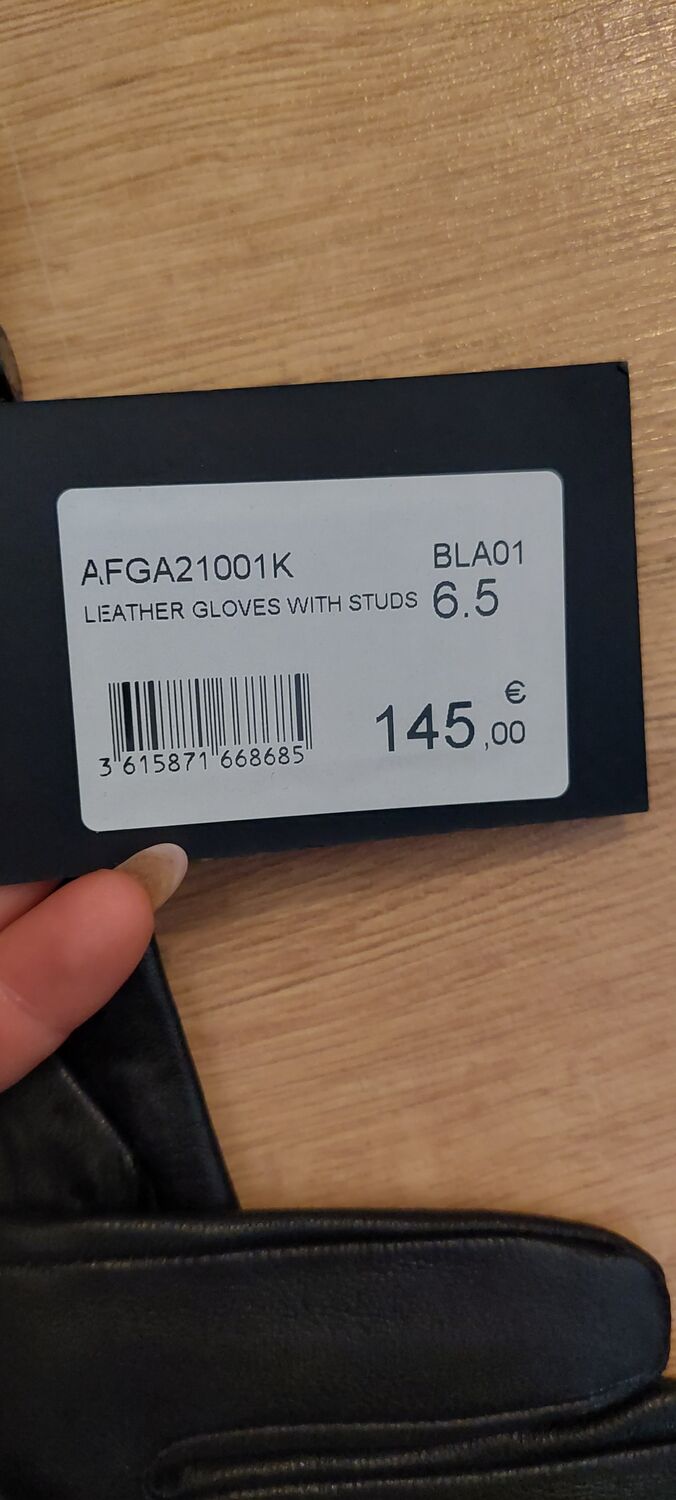 AFGA21001K BLA01
LEATHER GLOVES WITH STUDS 6.5
€
145,00
3 615871 668685